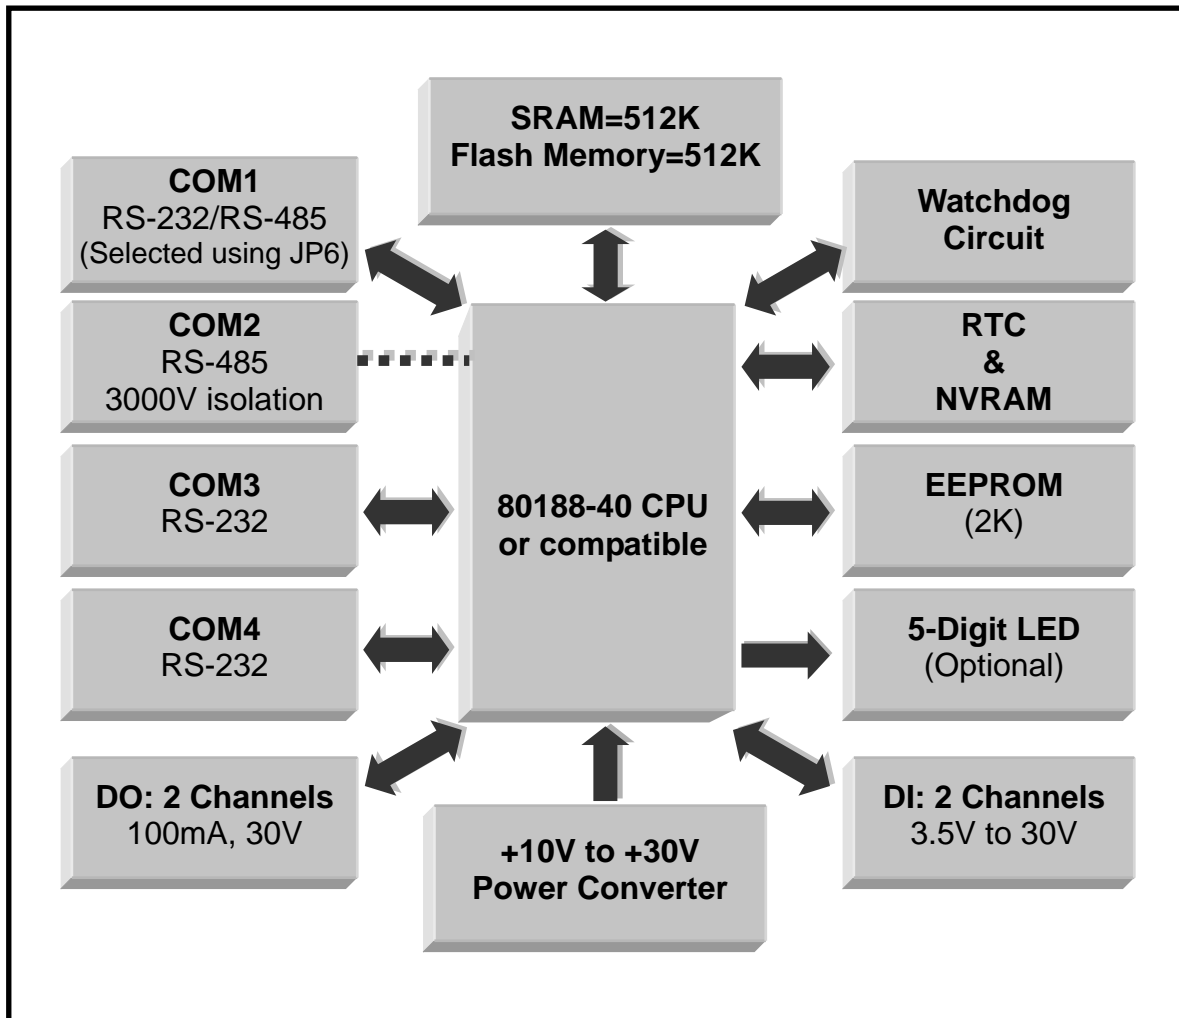 SRAM=512K
Flash Memory=512K
COM1
RS-232/RS-485
(Selected using JP6)
Watchdog
Circuit
COM2
RS-485
3000V isolation
RTC
&
NVRAM
COM3
RS-232
80188-40 CPU
or compatible
EEPROM
(2K)
COM4
RS-232
5-Digit LED
(Optional)
DO: 2 Channels
100mA, 30V
+10V to +30V
Power Converter
DI: 2 Channels
3.5V to 30V